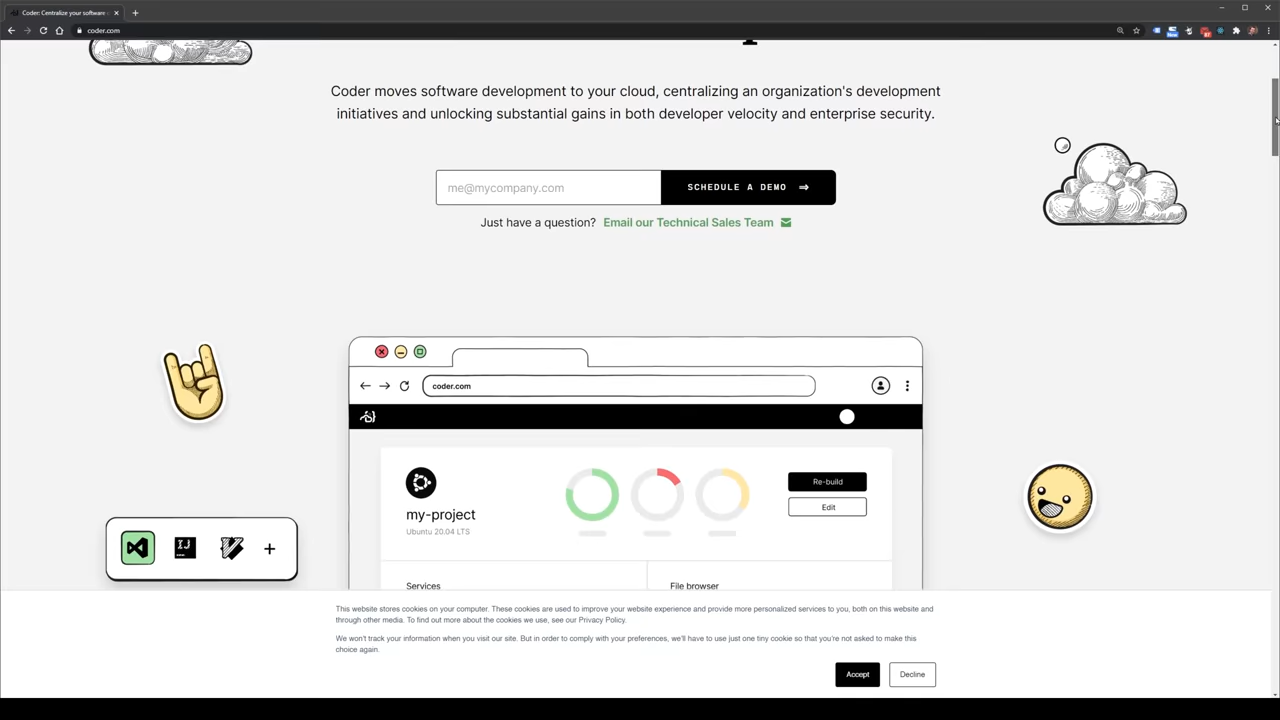 Coder: Centralize your software
coder.com
New
Coder moves software development to your cloud, centralizing an organization's development
initiatives and unlocking substantial gains in both developer velocity and enterprise security.
me@mycompany.com
SCHEDULE A DEMO
Just have a question? Email our Technical Sales Team
coder.com
my-project
Ubuntu 20.04 LTS
Re-build
Edit
IJ
Services
File browser
This website stores cookies on your computer. These cookies are used to improve your website experience and provide more personalized services to you, both on this website and
through other media. To find out more about the cookies we use, see our Privacy Policy.
We won't track your information when you visit our site. But in order to comply with your preferences, we'll have to use just one tiny cookie so that you're not asked to make this
choice again.
Accept
Decline